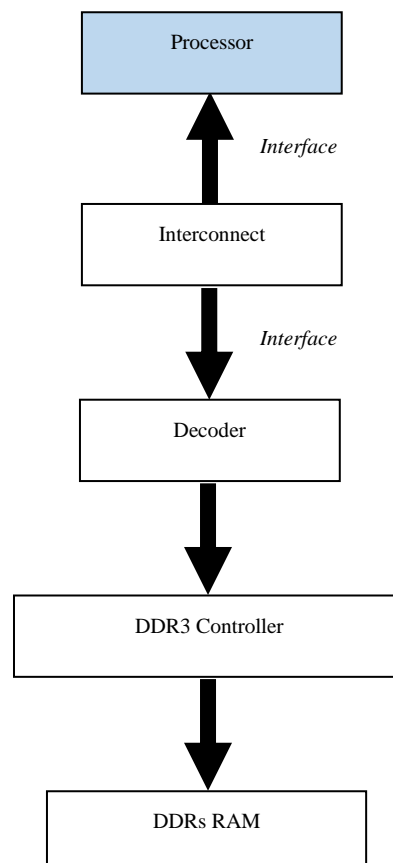 Processor
Interface
Interconnect
Interface
Decoder
DDR3 Controller
DDRs RAM